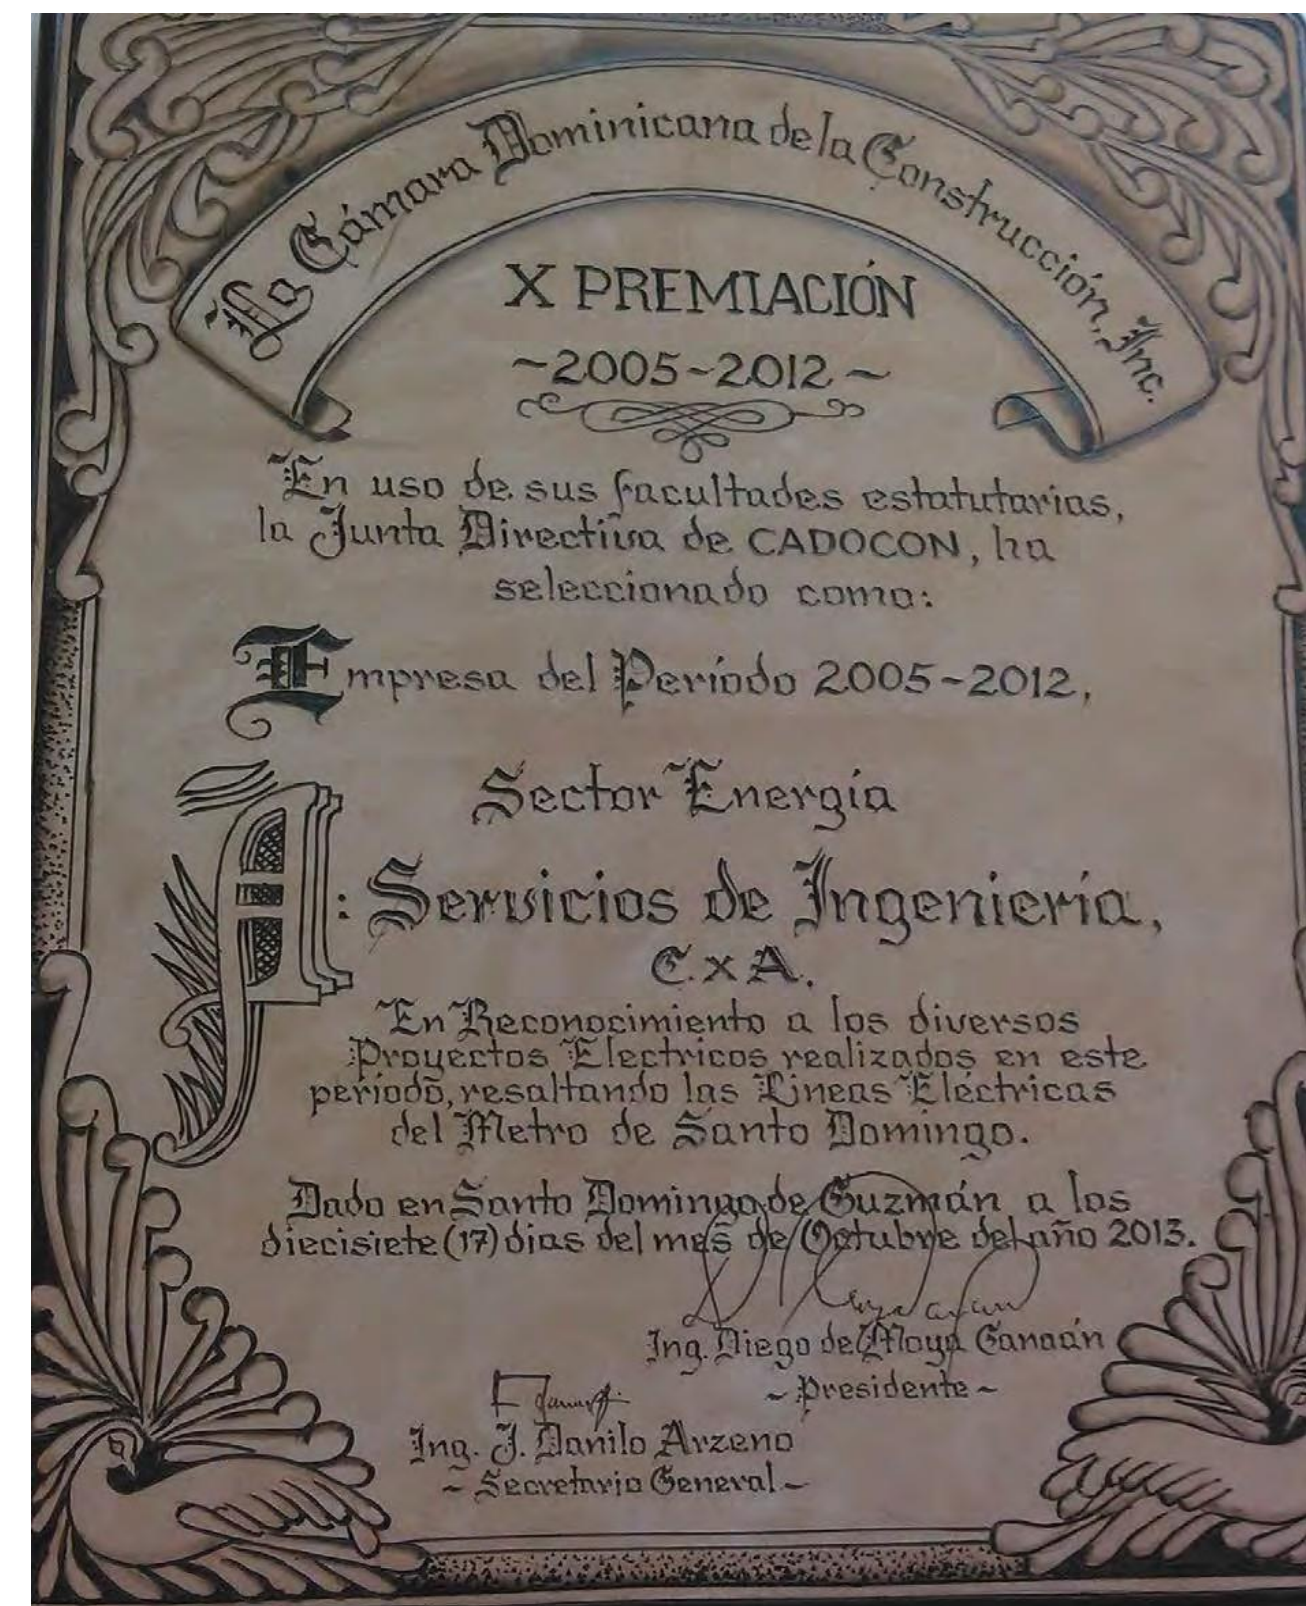 La Cámara Dominicana de la Construcción, Inc.
X PREMIACIÓN
~2005~2012~
En uso de sus facultades estatutarias,
la Junta Directiva de CADOCON, ha
seleccionado como:
Empresa del Período 2005~2012,
Sector Energía
A: Servicios de Ingeniería,
C.xA.
En Reconocimiento a los diversos
Proyectos Electricos realizados en este
período, resaltando las Lineas Eléctricas
del Metro de Santo Domingo.
Dado en Santo Domingo de Guzmán a los
diecisiete (17) dias del mes de Octubre del año 2013.
Ing. Diego de Moya Canaán
~Presidente~
Ing. J. Danilo Arzeno
~Secretario General~